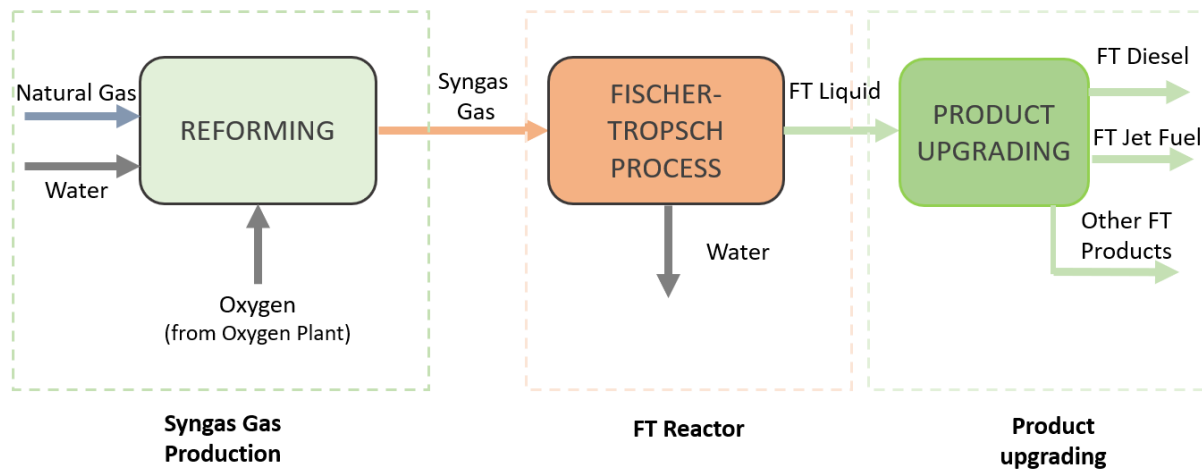 Natural Gas
Water
REFORMING
Oxygen
(from Oxygen Plant)
Syngas
Gas
FISCHER-
TROPSCH
PROCESS
Water
FT Liquid
PRODUCT
UPGRADING
FT Diesel
FT Jet Fuel
Other FT
Products
Syngas Gas
Production
FT Reactor
Product
upgrading